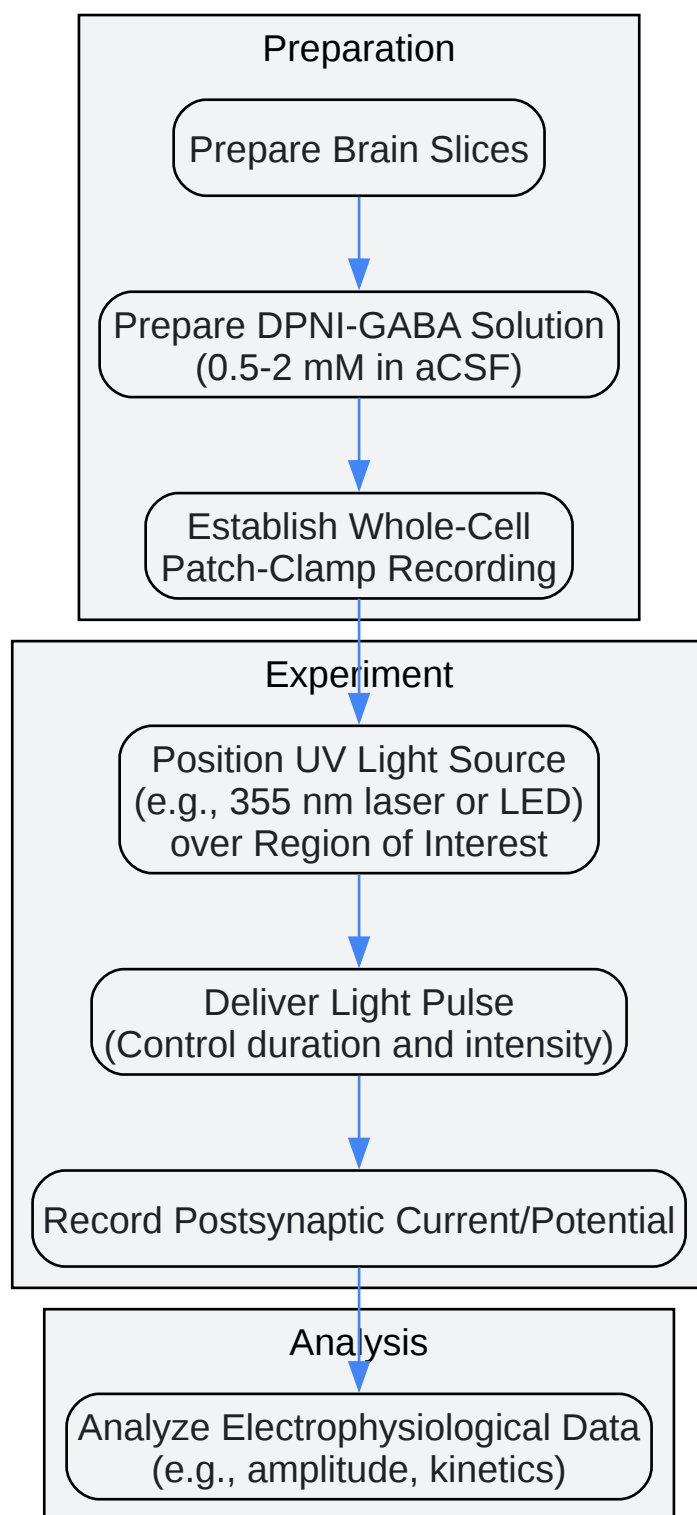 Preparation
Prepare Brain Slices
Prepare DPNI-GABA Solution
(0.5-2 mM in aCSF)
Establish Whole-Cell
Patch-Clamp Recording
Experiment
Position UV Light Source
(e.g., 355 nm laser or LED)
over Region of Interest
Deliver Light Pulse
(Control duration and intensity)
Record Postsynaptic Current/Potential
Analysis
Analyze Electrophysiological Data
(e.g., amplitude, kinetics)